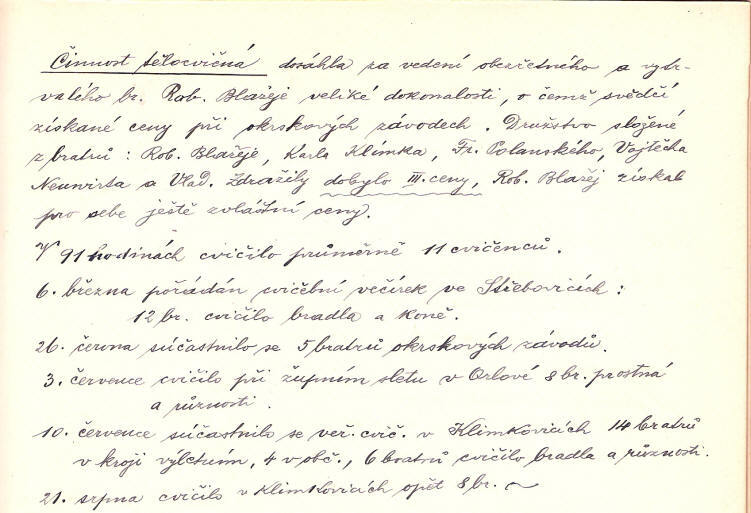 Činnost tělocvičná dosáhla za vedení obezřetného a vytr-
valého br. Rob. Blažeje veliké dokonalosti, o čemž svědčí
získané ceny při okrskových závodech. Družstvo složené
z bratrů: Rob. Blažeje, Karla Klímka, Fr. Polanského, Vojtěcha
Neuwirta a Vlad. Zdražily dobylo III. ceny, Rob. Blažej získal
pro sebe ještě zvláštní ceny.
V 91 hodinách cvičilo průměrně 11 cvičenců.
6. března pořádán cvičební večírek ve Střebovicích:
12 br. cvičilo bradla a koně.
26. června súčastnilo se 5 bratrů okrskových závodů.
3. července cvičilo při župním sletu v Orlové 8 br. prostná
a různosti.
10. července súčastnilo se veř. cvič. v Klimkovicích 14 bratrů
v kroji výletním, 4 v obč., 6 bratrů cvičilo bradla a různosti.
21. srpna cvičilo v Klimkovicích opět 8 br. ~